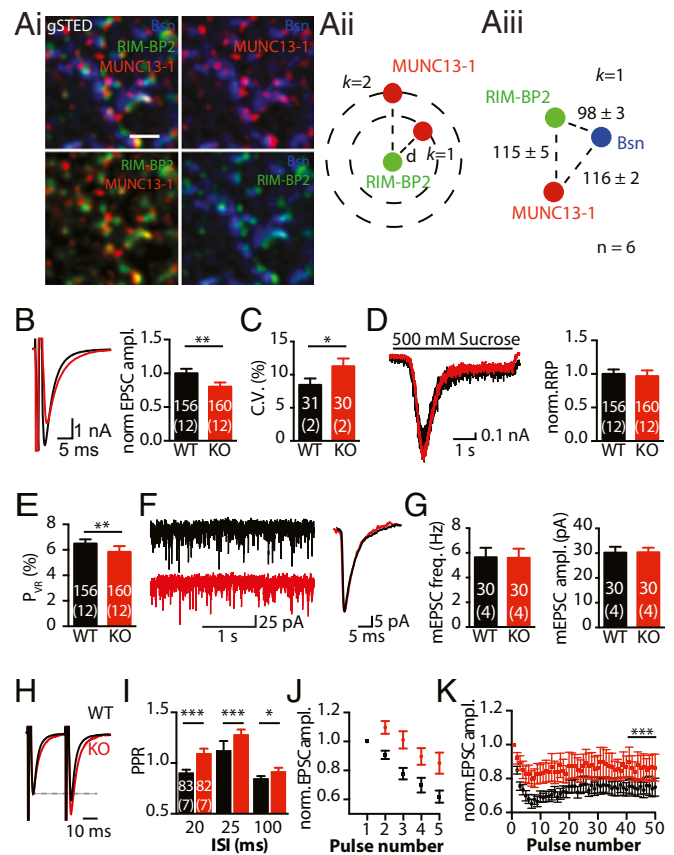 Ai
gSTED
Bsn
RIM-BP2
MUNC13-1
Bsn
MUNC13-1
RIM-BP2
MUNC13-1
Bsn
RIM-BP2
Aii
MUNC13-1
k=2
d
k=1
RIM-BP2
Aiii
k=1
RIM-BP2
98 ± 3
Bsn
115 ± 5
116 ± 2
MUNC13-1
n = 6
B
1 nA
5 ms
norm.EPSC ampl.
1.5
1.0
0.5
0.0
**
156
(12)
160
(12)
WT KO
C
C.V. (%)
15
10
5
0
*
31
(2)
30
(2)
WT KO
D
500 mM Sucrose
0.1 nA
1 s
norm.RRP
1.5
1.0
0.5
0.0
156
(12)
160
(12)
WT KO
E
PVR (%)
8
6
4
2
0
**
156
(12)
160
(12)
WT KO
F
25 pA
1 s
5 pA
5 ms
G
mEPSC freq. (Hz)
8
6
4
2
0
30
(4)
30
(4)
WT KO
mEPSC ampl. (pA)
40
30
20
10
0
30
(4)
30
(4)
WT KO
H
WT
KO
10 ms
I
PPR
1.5
1.0
0.5
*** *** *
83
(7)
82
(7)
20 25 100
ISI (ms)
J
norm.EPSCampl.
1.2
1.0
0.8
0.6
1 2 3 4 5
Pulse number
K
norm.EPSC ampl.
1.2
1.0
0.8
0.6
***
0 10 20 30 40 50
Pulse number